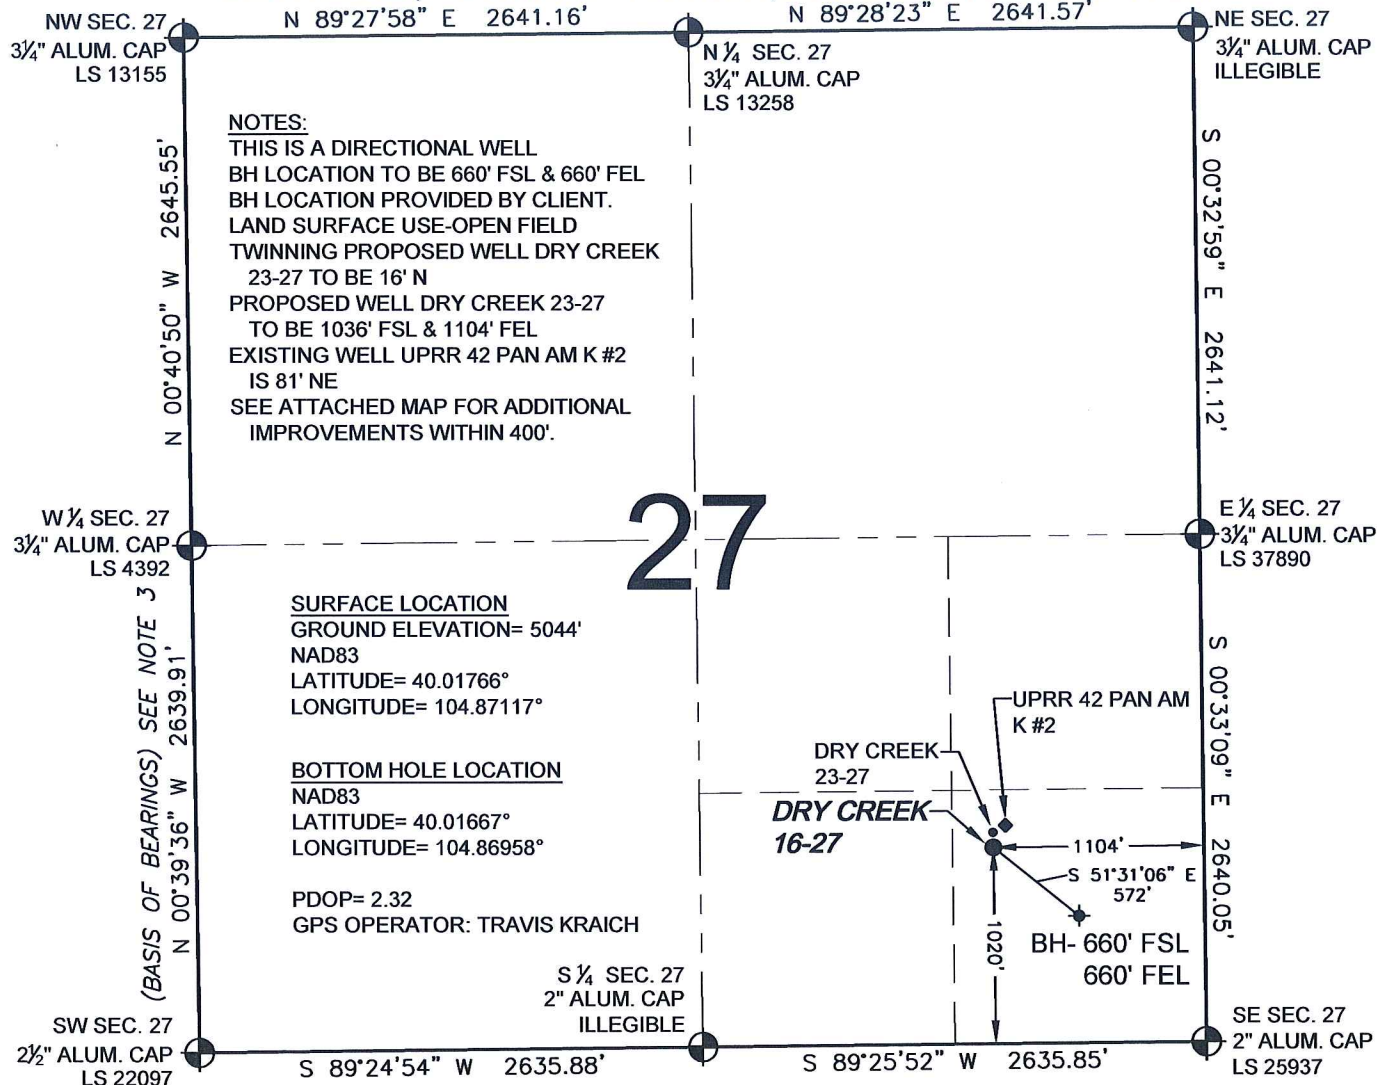 N 89°27'58" E 2641.16'
N 89°28'23" E 2641.57'
NW SEC. 27
3¼" ALUM. CAP
LS 13155
N ¼ SEC. 27
3¼" ALUM. CAP
LS 13258
NE SEC. 27
3¼" ALUM. CAP
ILLEGIBLE
NOTES:
THIS IS A DIRECTIONAL WELL
BH LOCATION TO BE 660' FSL & 660' FEL
BH LOCATION PROVIDED BY CLIENT.
LAND SURFACE USE-OPEN FIELD
TWINNING PROPOSED WELL DRY CREEK
23-27 TO BE 16' N
PROPOSED WELL DRY CREEK 23-27
TO BE 1036' FSL & 1104' FEL
EXISTING WELL UPRR 42 PAN AM K #2
IS 81' NE
SEE ATTACHED MAP FOR ADDITIONAL
IMPROVEMENTS WITHIN 400'.
N 00°40'50" W 2645.55'
S 00°32'59" E 2641.12'
27
W ¼ SEC. 27
3¼" ALUM. CAP
LS 4392
E ¼ SEC. 27
3¼" ALUM. CAP
LS 37890
(BASIS OF BEARINGS) SEE NOTE 3
N 00°39'36" W 2639.91'
SURFACE LOCATION
GROUND ELEVATION= 5044'
NAD83
LATITUDE= 40.01766°
LONGITUDE= 104.87117°
BOTTOM HOLE LOCATION
NAD83
LATITUDE= 40.01667°
LONGITUDE= 104.86958°
PDOP= 2.32
GPS OPERATOR: TRAVIS KRAICH
UPRR 42 PAN AM
K #2
DRY CREEK
23-27
DRY CREEK
16-27
1104'
S 51°31'06" E
572'
1020'
BH- 660' FSL
660' FEL
S 00°33'09" E 2640.05'
S ¼ SEC. 27
2" ALUM. CAP
ILLEGIBLE
SW SEC. 27
2½" ALUM. CAP
LS 22097
SE SEC. 27
2" ALUM. CAP
LS 25937
S 89°24'54" W 2635.88'
S 89°25'52" W 2635.85'